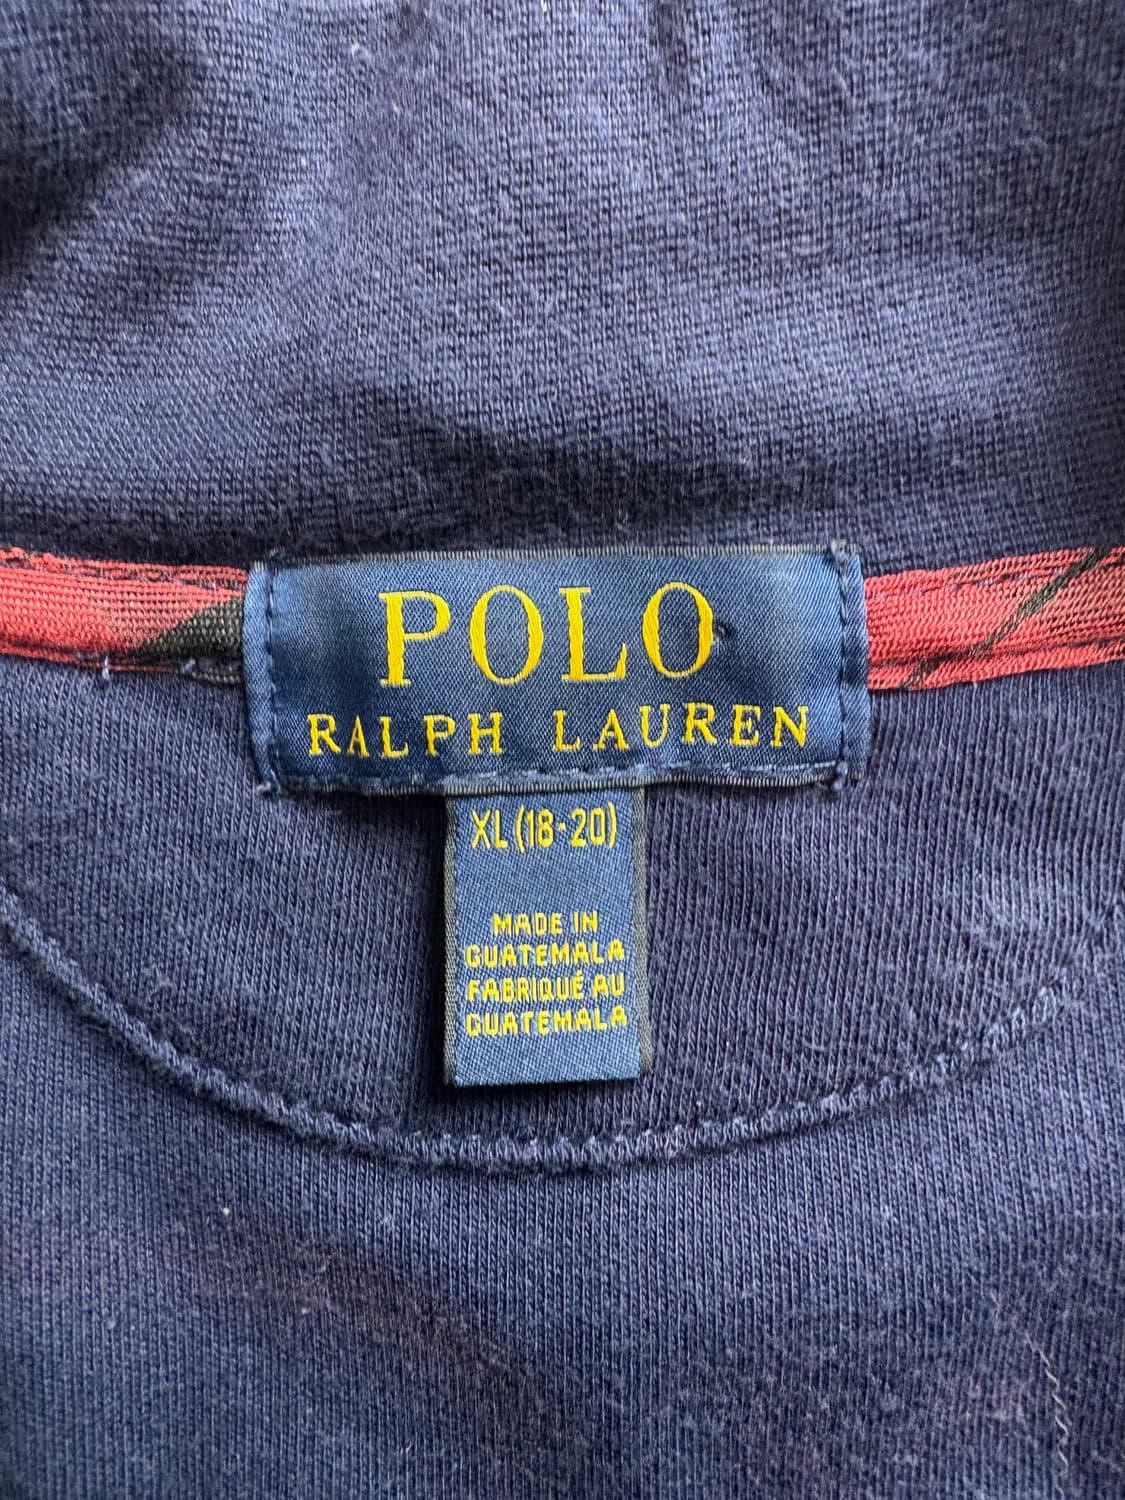 POLO
RALPH LAUREN
XL (18-20)
MADE IN
GUATEMALA
FABRIQUÉ AU
GUATEMALA